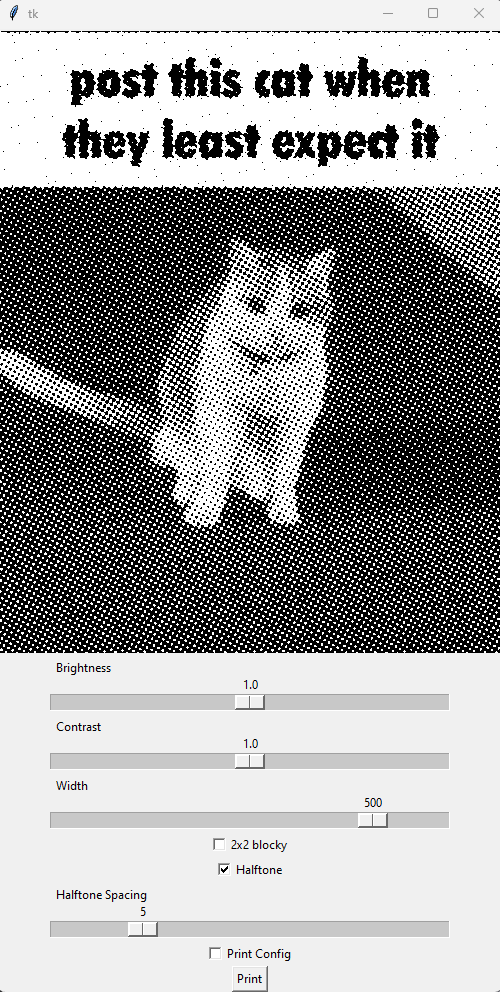 tk
post this cat when
they least expect it
Brightness
1.0
Contrast
1.0
Width
500
2x2 blocky
Halftone
Halftone Spacing
5
Print Config
Print